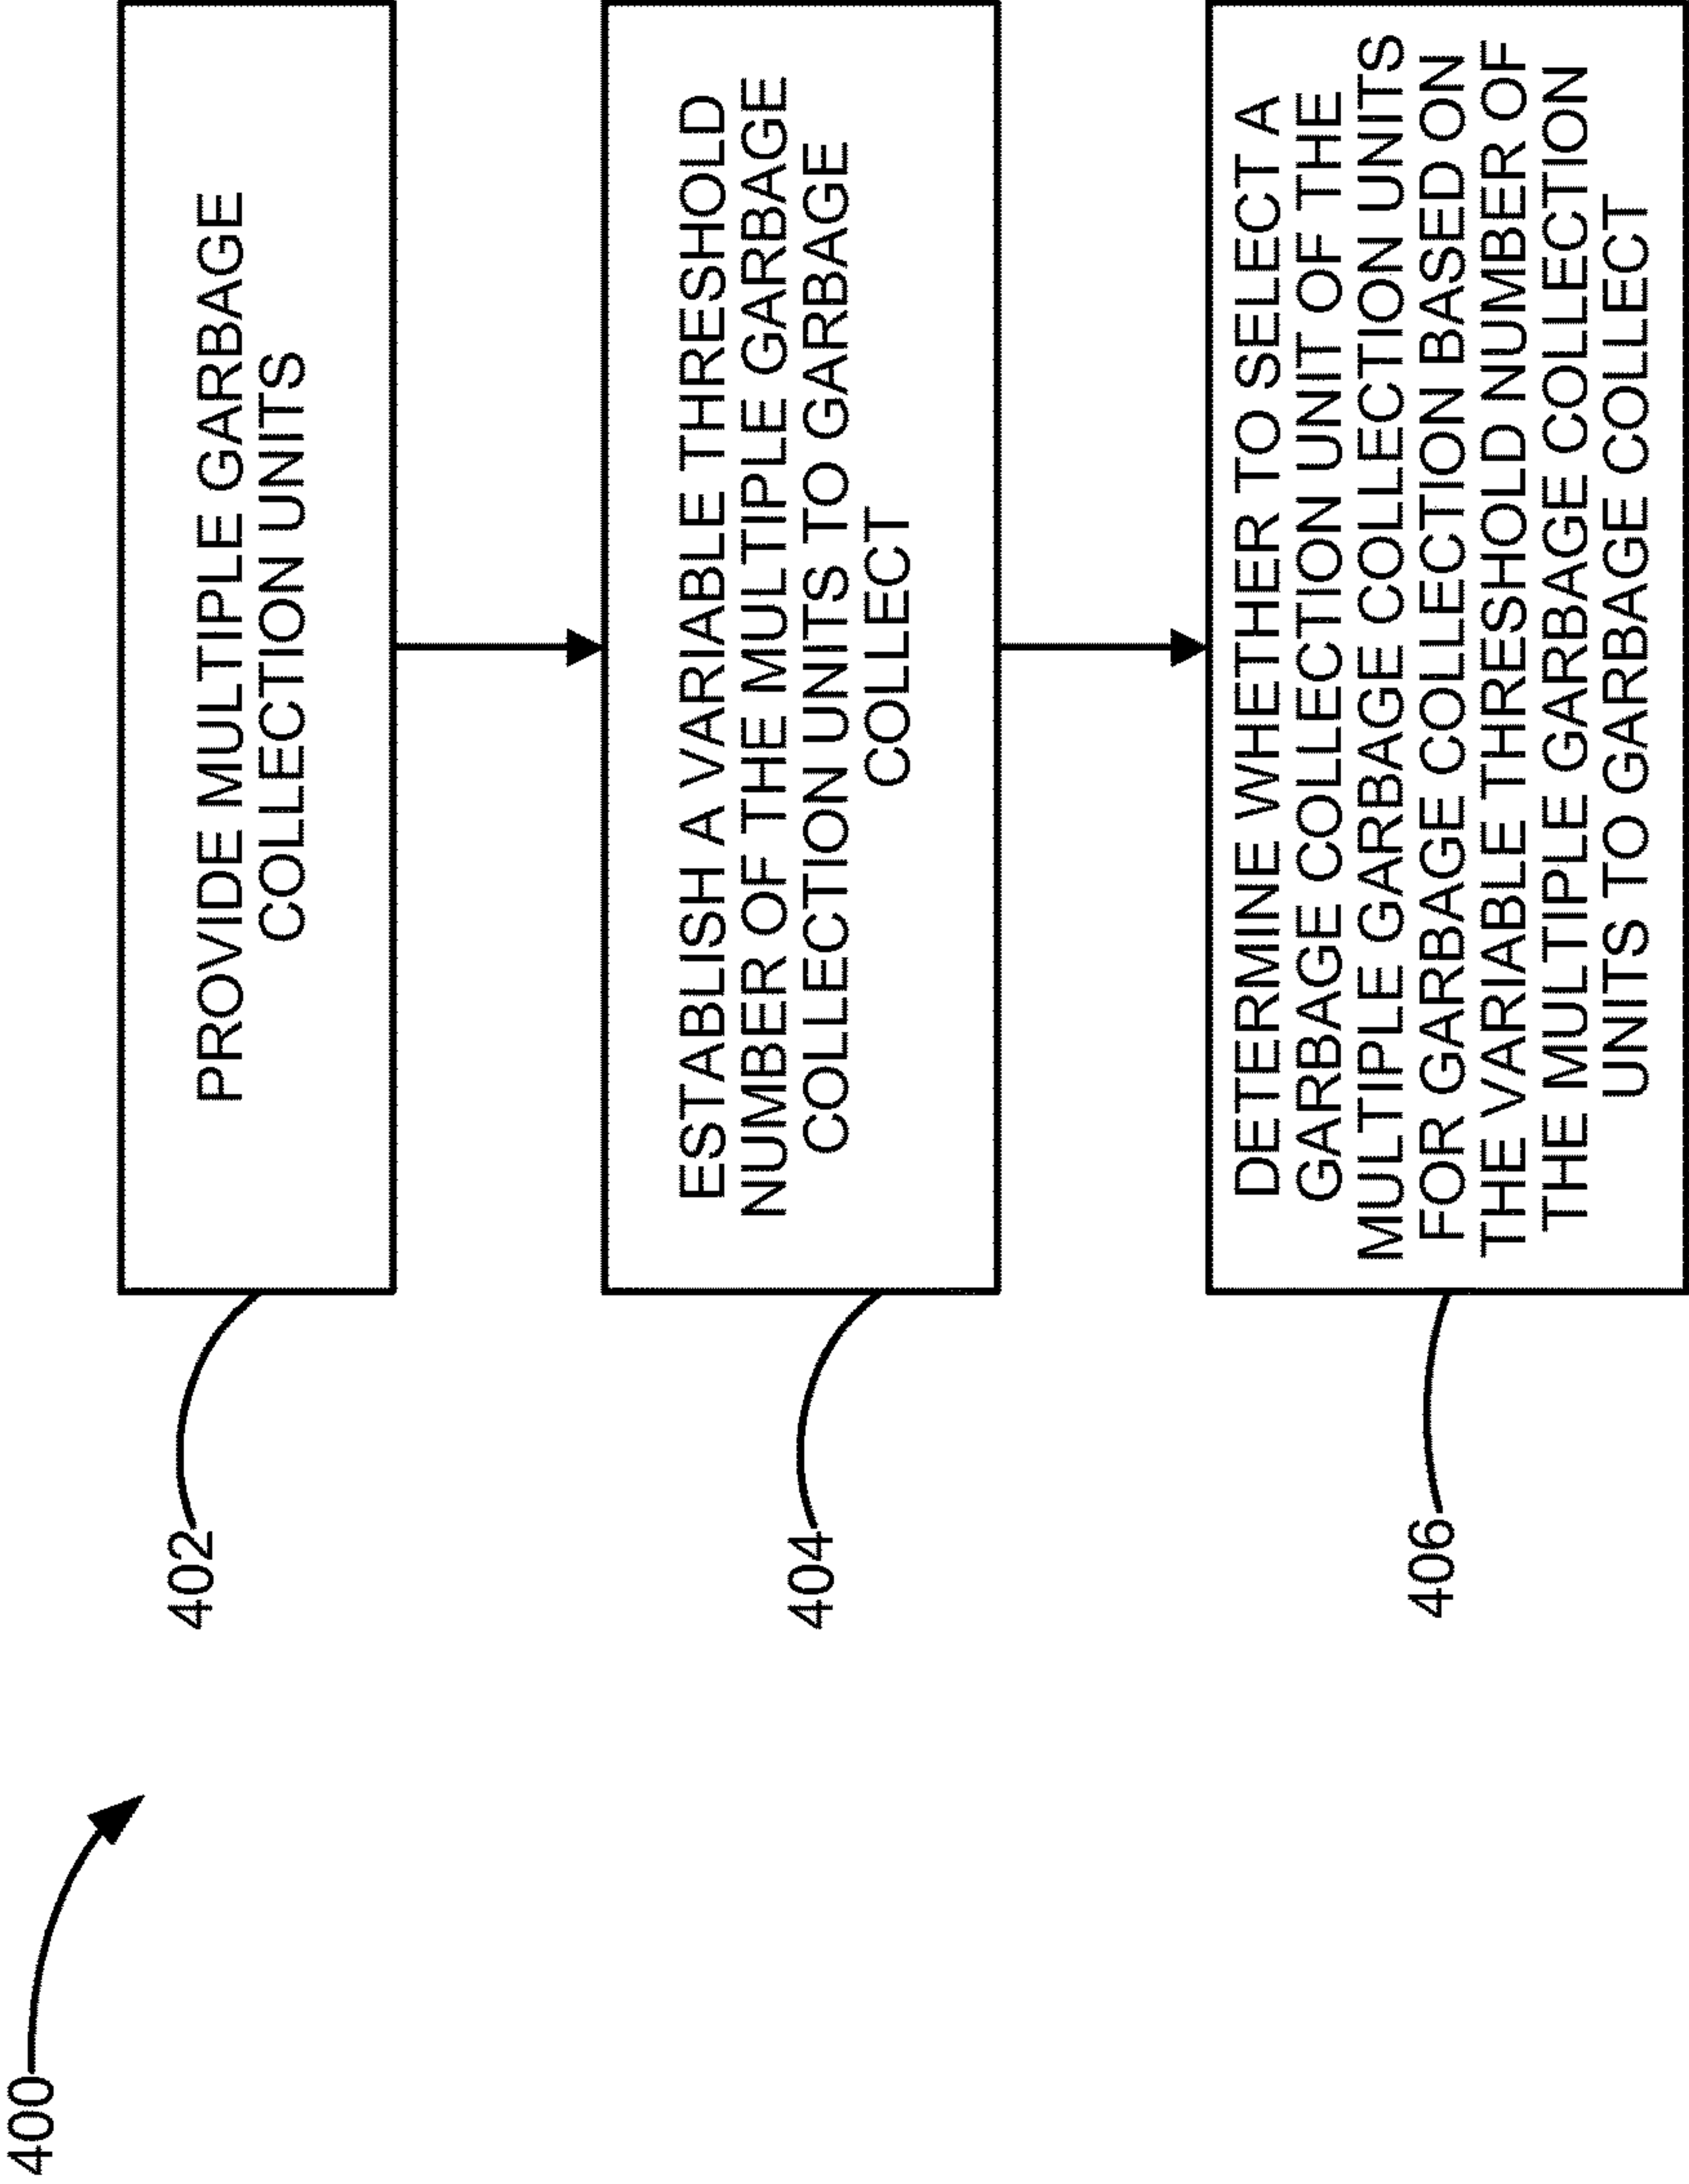 400
402
PROVIDE MULTIPLE GARBAGE
COLLECTION UNITS
404
ESTABLISH A VARIABLE THRESHOLD
NUMBER OF THE MULTIPLE GARBAGE
COLLECTION UNITS TO GARBAGE
COLLECT
406
DETERMINE WHETHER TO SELECT A
GARBAGE COLLECTION UNIT OF THE
MULTIPLE GARBAGE COLLECTION UNITS
FOR GARBAGE COLLECTION BASED ON
THE VARIABLE THRESHOLD NUMBER OF
THE MULTIPLE GARBAGE COLLECTION
UNITS TO GARBAGE COLLECT